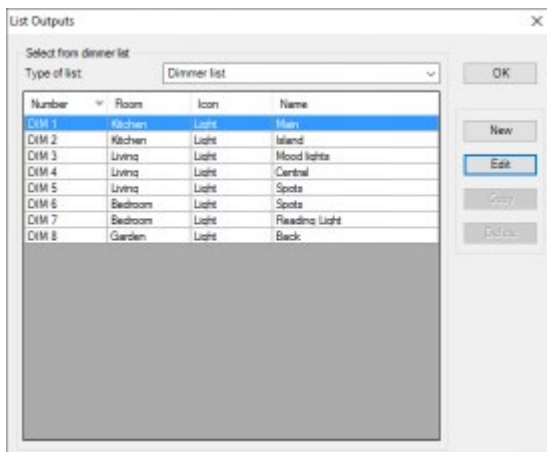 List Outputs
Select from dimmer list
Type of list
Dimmer list
OK
Number Room Icon Name
DIM 1 Kitchen Light Main
DIM 2 Kitchen Light Island
DIM 3 Living Light Mood lights
DIM 4 Living Light Central
DIM 5 Living Light Spots
DIM 6 Bedroom Light Spots
DIM 7 Bedroom Light Reading Light
DIM 8 Garden Light Back
New
Edit
Copy
Delete